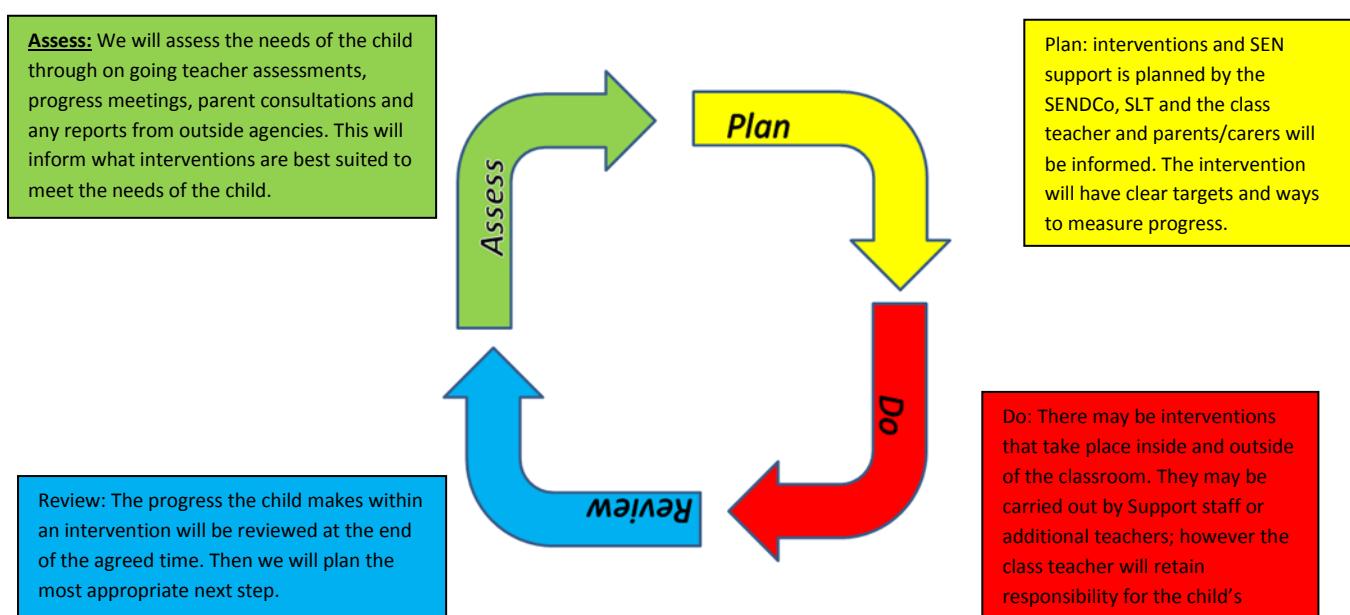 Assess: We will assess the needs of the child
through on going teacher assessments,
progress meetings, parent consultations and
any reports from outside agencies. This will
inform what interventions are best suited to
meet the needs of the child.
Plan: interventions and SEN
support is planned by the
SENDCo, SLT and the class
teacher and parents/carers will
be informed. The intervention
will have clear targets and ways
to measure progress.
Assess
Plan
Do
Review
Review: The progress the child makes within
an intervention will be reviewed at the end
of the agreed time. Then we will plan the
most appropriate next step.
Do: There may be interventions
that take place inside and outside
of the classroom. They may be
carried out by Support staff or
additional teachers; however the
class teacher will retain
responsibility for the child's